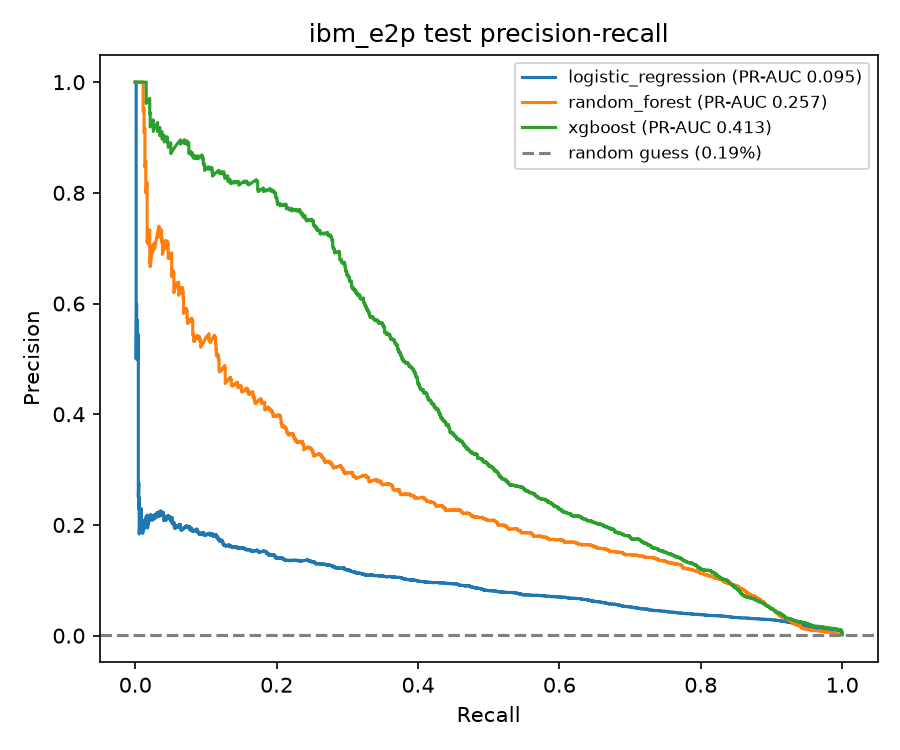 ibm_e2p test precision-recall
logistic_regression (PR-AUC 0.095)
random_forest (PR-AUC 0.257)
xgboost (PR-AUC 0.413)
random guess (0.19%)
Precision
1.0
0.8
0.6
0.4
0.2
0.0
0.0 0.2 0.4 0.6 0.8 1.0
Recall